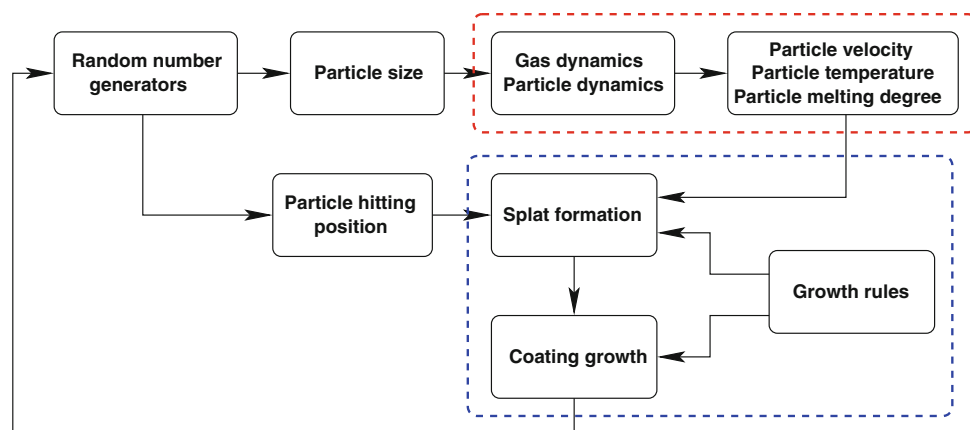 Random number
generators
Particle size
Gas dynamics
Particle dynamics
Particle velocity
Particle temperature
Particle melting degree
Particle hitting
position
Splat formation
Growth rules
Coating growth